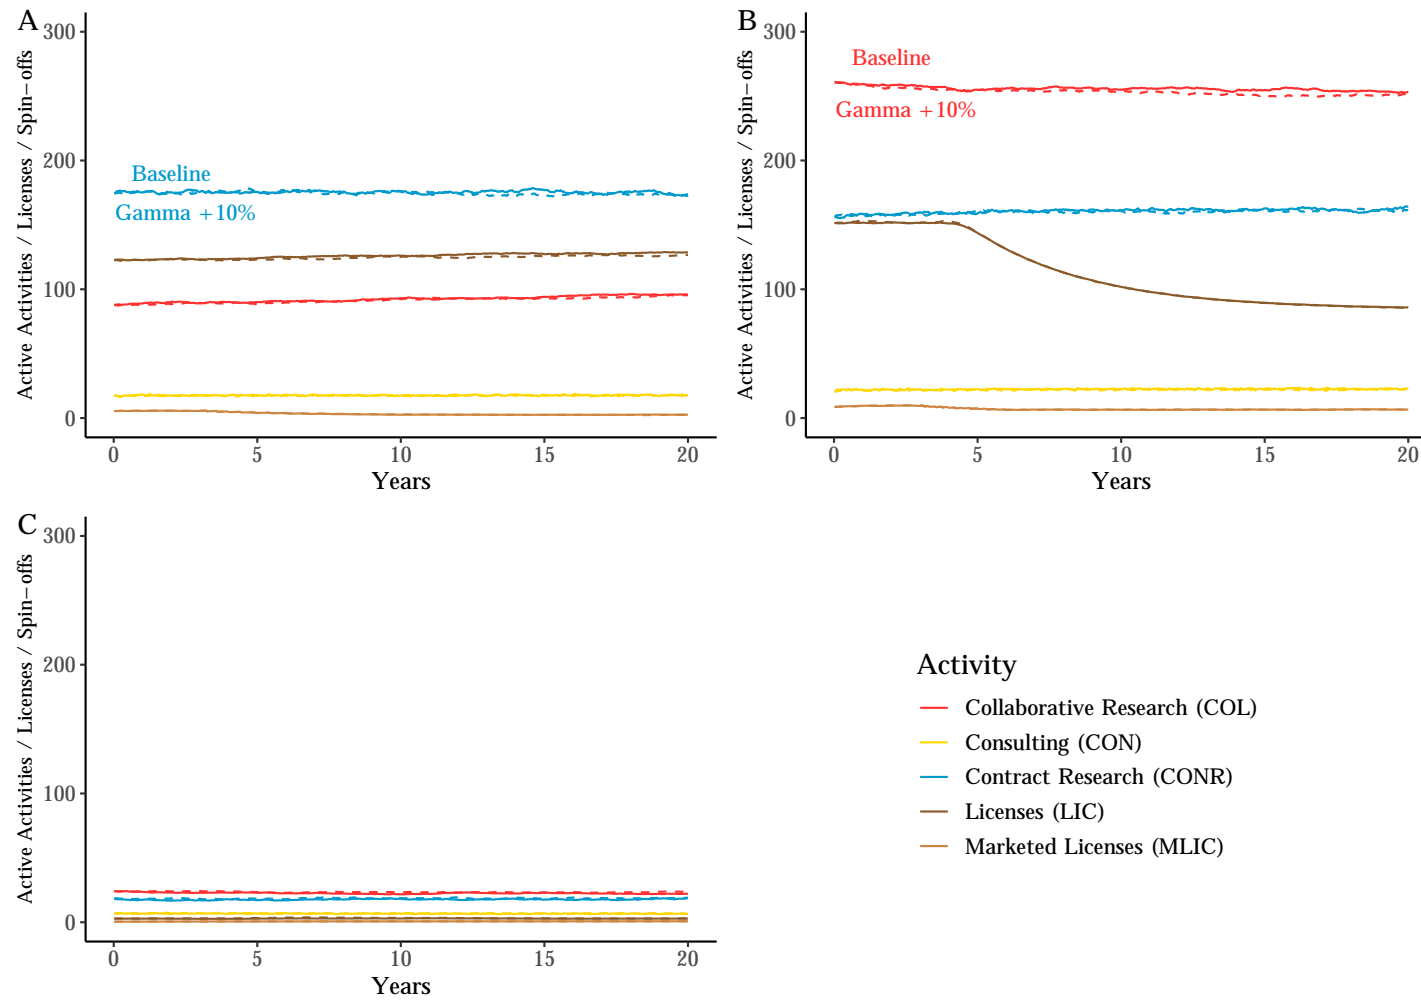 A
Active Activities / Licenses / Spin−offs
300
200
100
0
Baseline
Gamma +10%
0 5 10 15 20
Years
B
Active Activities / Licenses / Spin−offs
300
200
100
0
Baseline
Gamma +10%
0 5 10 15 20
Years
C
Active Activities / Licenses / Spin−offs
300
200
100
0
0 5 10 15 20
Years
Activity
Collaborative Research (COL)
Consulting (CON)
Contract Research (CONR)
Licenses (LIC)
Marketed Licenses (MLIC)